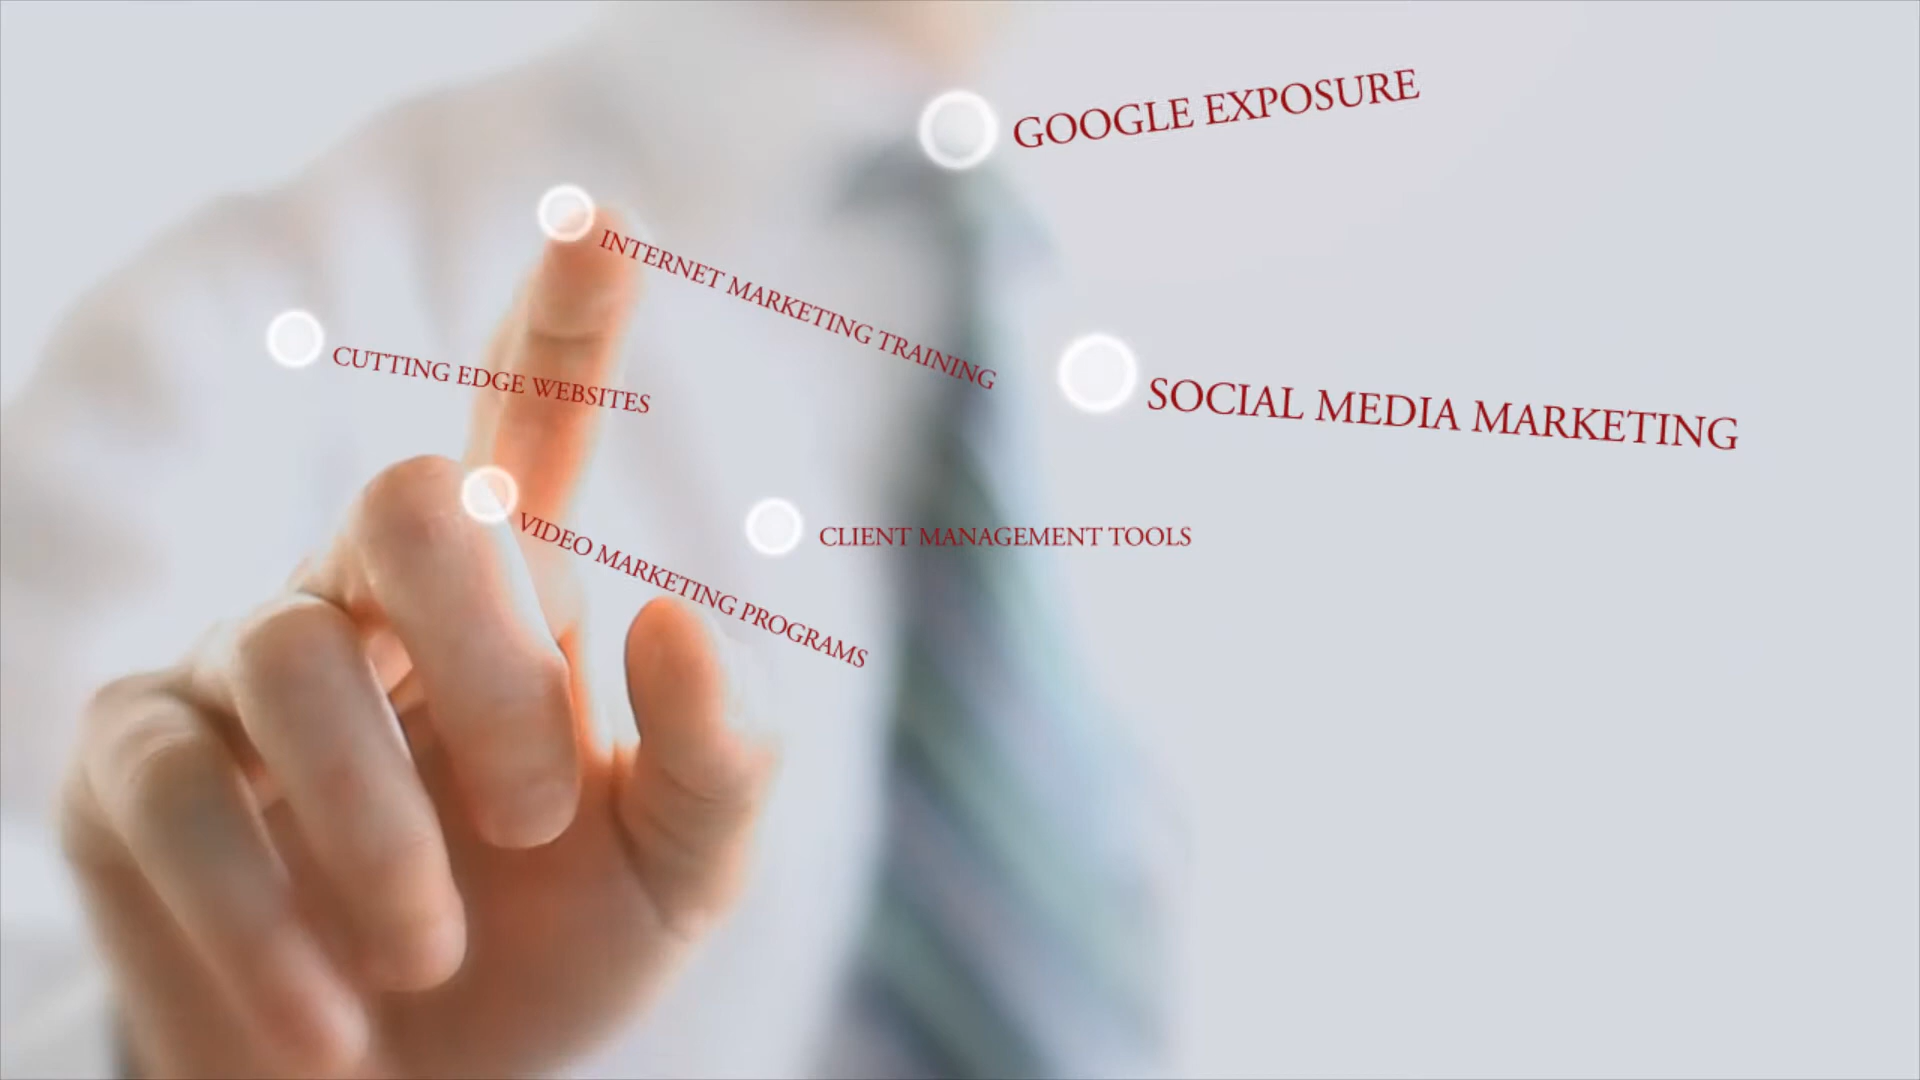 GOOGLE EXPOSURE
INTERNET MARKETING TRAINING
CUTTING EDGE WEBSITES
SOCIAL MEDIA MARKETING
VIDEO MARKETING PROGRAMS
CLIENT MANAGEMENT TOOLS